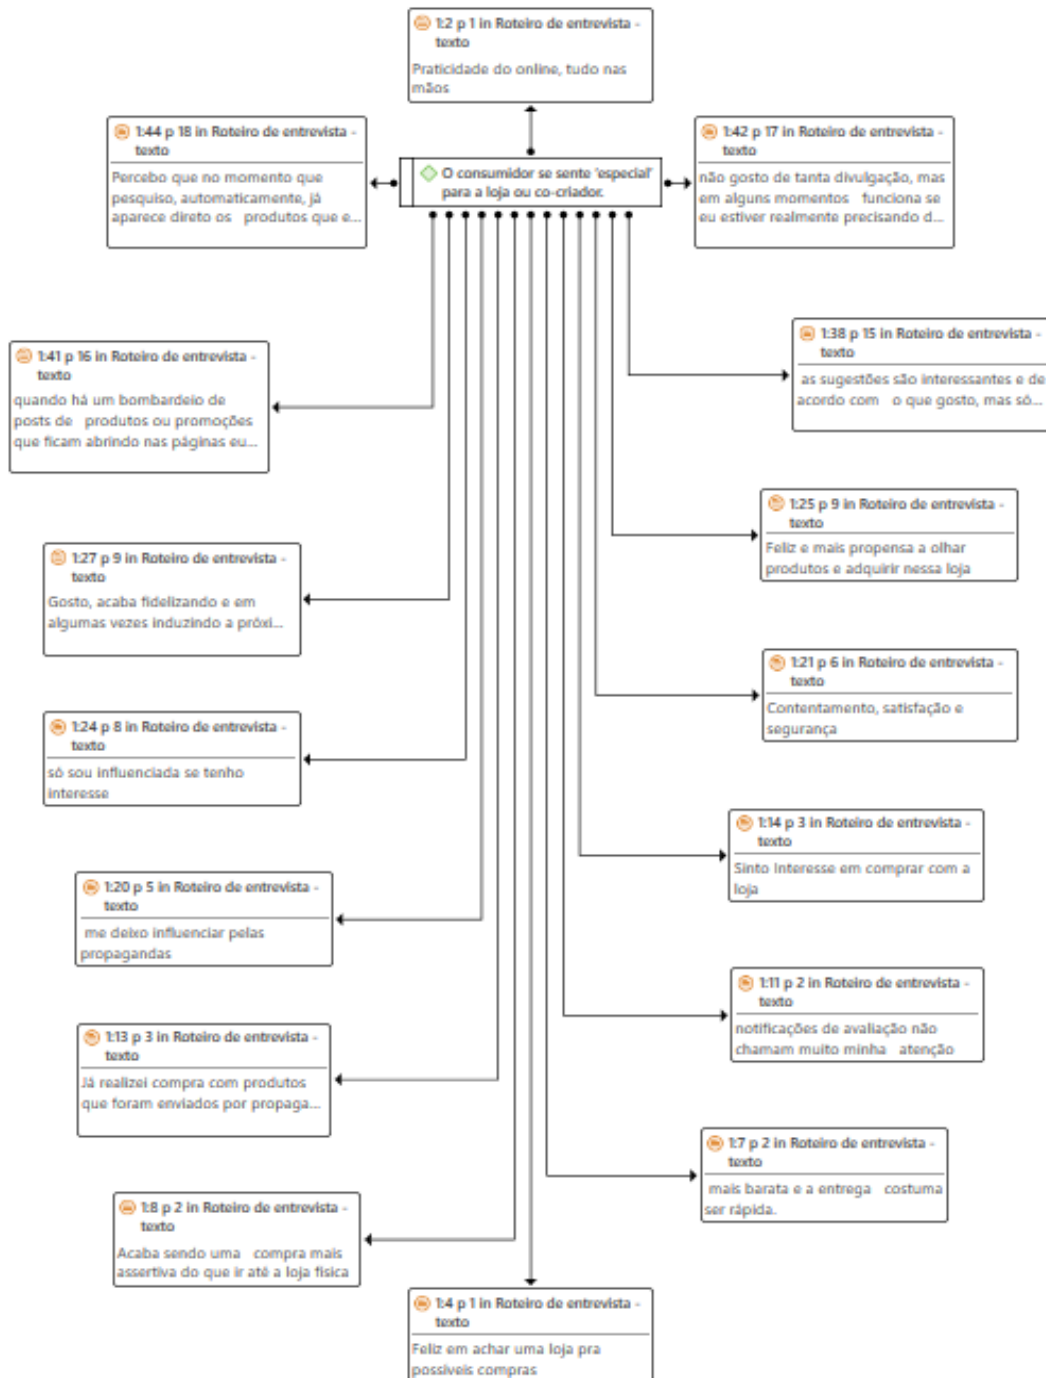 1:2 p 1 in Roteiro de entrevista -
texto
Praticidade do online, tudo nas
mãos
1:44 p 18 in Roteiro de entrevista -
texto
Percebo que no momento que
pesquiso, automaticamente, já
aparece direto os produtos que e...
O consumidor se sente 'especial'
para a loja ou co-criador.
1:42 p 17 in Roteiro de entrevista -
texto
não gosto de tanta divulgação, mas
em alguns momentos funciona se
eu estiver realmente precisando d...
1:38 p 15 in Roteiro de entrevista -
texto
as sugestões são interessantes e de
acordo com o que gosto, mas só...
1:41 p 16 in Roteiro de entrevista -
texto
quando há um bombardeio de
posts de produtos ou promoções
que ficam abrindo nas páginas eu...
1:25 p 9 in Roteiro de entrevista -
texto
Feliz e mais propensa a olhar
produtos e adquirir nessa loja
1:27 p 9 in Roteiro de entrevista -
texto
Gosto, acaba fidelizando e em
algumas vezes induzindo a próxi...
1:21 p 6 in Roteiro de entrevista -
texto
Contentamento, satisfação e
segurança
1:24 p 8 in Roteiro de entrevista -
texto
só sou influenciada se tenho
interesse
1:14 p 3 in Roteiro de entrevista -
texto
Sinto Interesse em comprar com a
loja
1:20 p 5 in Roteiro de entrevista -
texto
me deixo influenciar pelas
propagandas
1:11 p 2 in Roteiro de entrevista -
texto
notificações de avaliação não
chamam muito minha atenção
1:13 p 3 in Roteiro de entrevista -
texto
Já realizei compra com produtos
que foram enviados por propaga...
1:7 p 2 in Roteiro de entrevista -
texto
mais barata e a entrega costuma
ser rápida.
1:8 p 2 in Roteiro de entrevista -
texto
Acaba sendo uma compra mais
assertiva do que ir até a loja física
1:4 p 1 in Roteiro de entrevista -
texto
Feliz em achar uma loja pra
possíveis compras